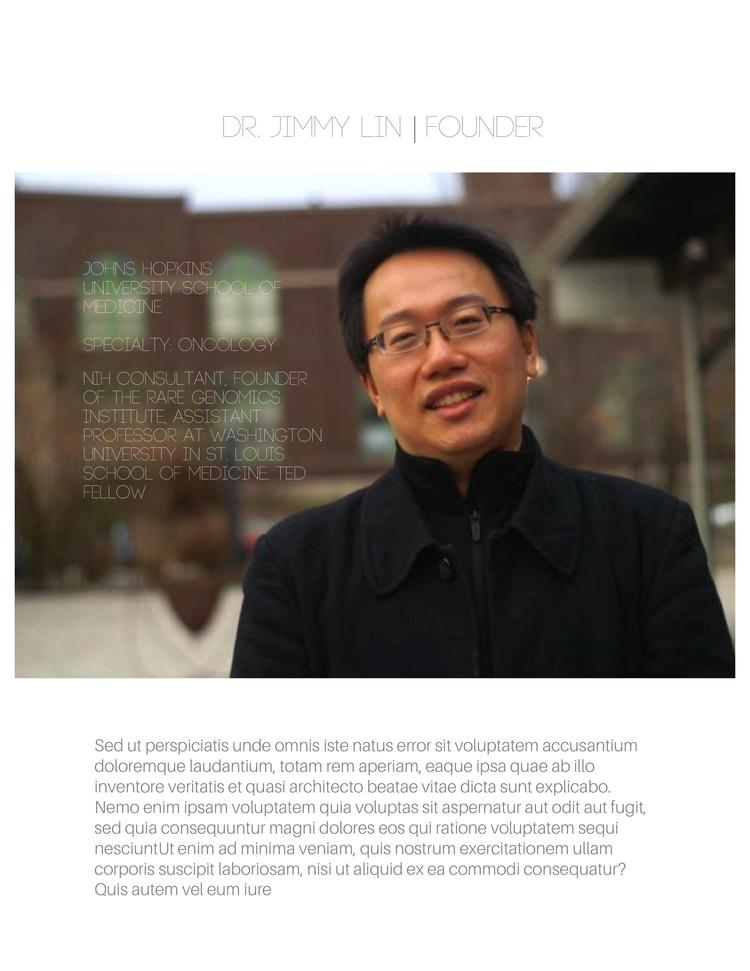 DR. JIMMY LIN | FOUNDER
JOHNS HOPKINS
UNIVERSITY SCHOOL OF
MEDICINE
SPECIALTY: ONCOLOGY
NIH CONSULTANT, FOUNDER
OF THE RARE GENOMICS
INSTITUTE, ASSISTANT
PROFESSOR AT WASHINGTON
UNIVERSITY IN ST. LOUIS
SCHOOL OF MEDICINE. TED
FELLOW
Sed ut perspiciatis unde omnis iste natus error sit voluptatem accusantium
doloremque laudantium, totam rem aperiam, eaque ipsa quae ab illo
inventore veritatis et quasi architecto beatae vitae dicta sunt explicabo.
Nemo enim ipsam voluptatem quia voluptas sit aspernatur aut odit aut fugit,
sed quia consequuntur magni dolores eos qui ratione voluptatem sequi
nesciuntUt enim ad minima veniam, quis nostrum exercitationem ullam
corporis suscipit laboriosam, nisi ut aliquid ex ea commodi consequatur?
Quis autem vel eum iure